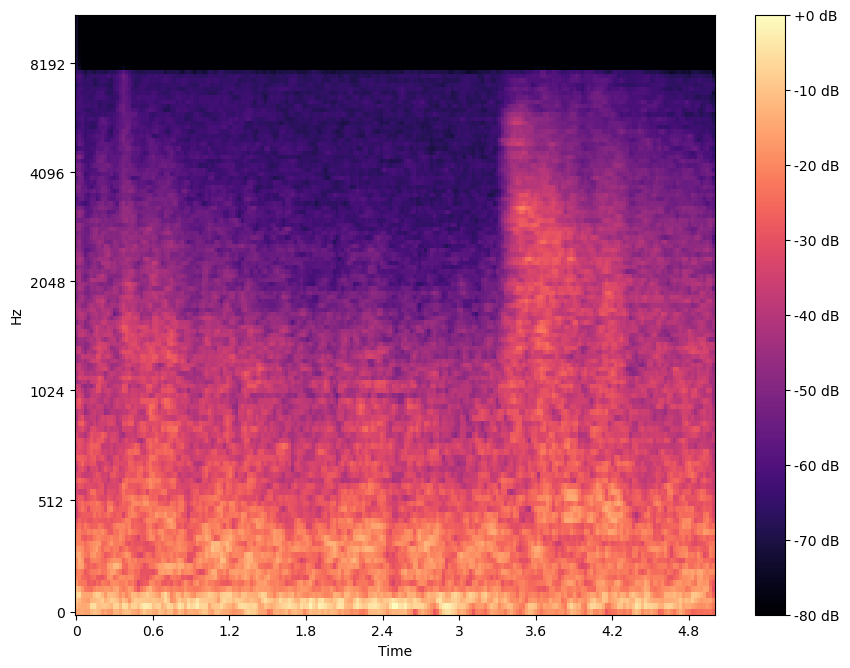 8192
4096
2048
1024
512
0
Hz
0 0.6 1.2 1.8 2.4 3 3.6 4.2 4.8
Time
+0 dB
-10 dB
-20 dB
-30 dB
-40 dB
-50 dB
-60 dB
-70 dB
-80 dB